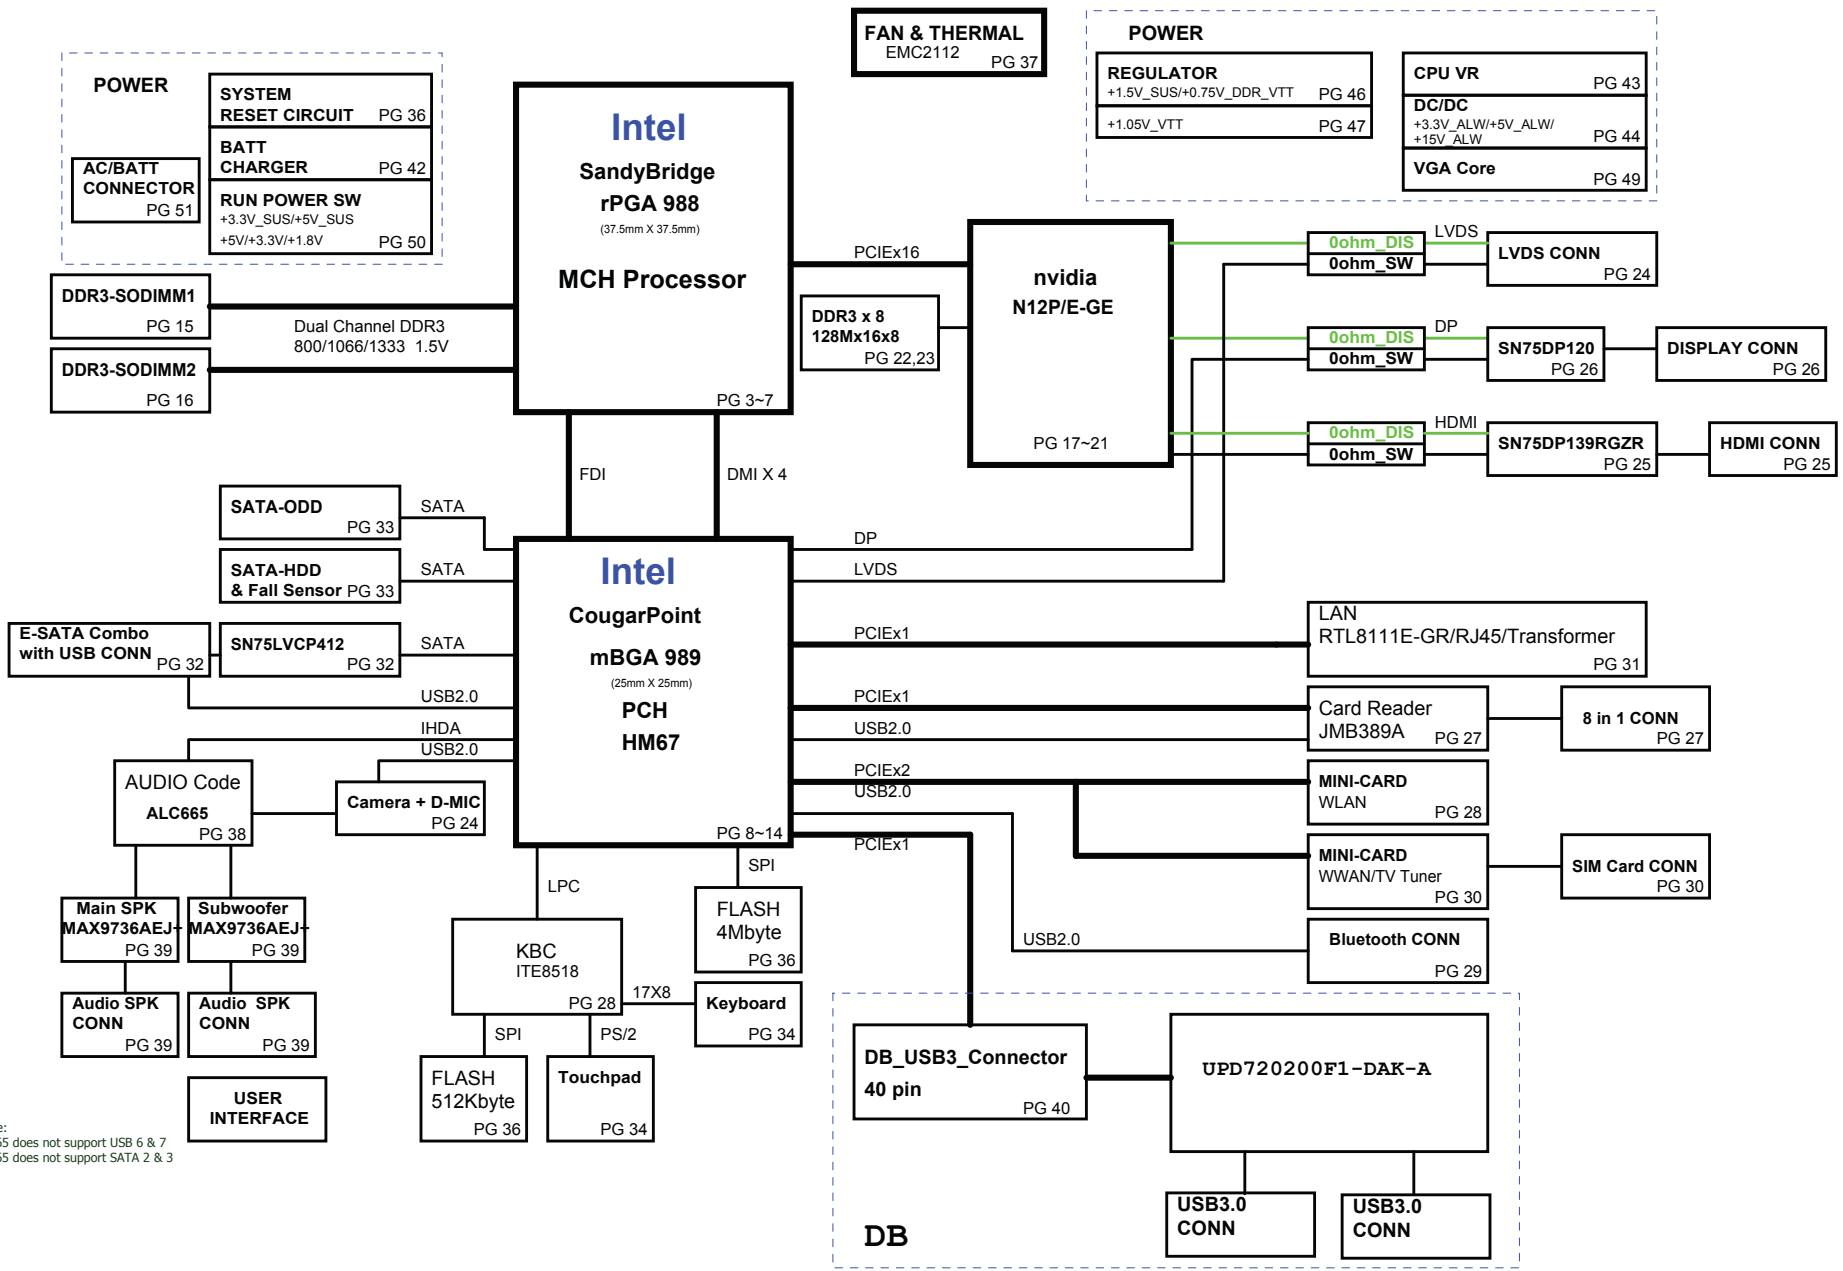 FAN & THERMAL
EMC2112
PG 37
POWER
SYSTEM
RESET CIRCUIT PG 36
BATT
CHARGER PG 42
RUN POWER SW
+3.3V_SUS/+5V_SUS
+5V/+3.3V/+1.8V PG 50
AC/BATT
CONNECTOR
PG 51
POWER
REGULATOR
+1.5V_SUS/+0.75V_DDR_VTT PG 46
+1.05V_VTT PG 47
CPU VR
PG 43
DC/DC
+3.3V_ALW/+5V_ALW/
+15V_ALW PG 44
VGA Core
PG 49
Intel
SandyBridge
rPGA 988
(37.5mm X 37.5mm)
MCH Processor
PG 3~7
DDR3-SODIMM1
PG 15
DDR3-SODIMM2
PG 16
Dual Channel DDR3
800/1066/1333 1.5V
PCIEx16
DDR3 x 8
128Mx16x8
PG 22,23
nvidia
N12P/E-GE
PG 17~21
0ohm_DIS
0ohm_SW
LVDS
LVDS CONN
PG 24
0ohm_DIS
0ohm_SW
DP
SN75DP120
PG 26
DISPLAY CONN
PG 26
0ohm_DIS
0ohm_SW
HDMI
SN75DP139RGZR
PG 25
HDMI CONN
PG 25
FDI
DMI X 4
SATA-ODD
PG 33
SATA
SATA-HDD
& Fall Sensor PG 33
SATA
E-SATA Combo
with USB CONN PG 32
SN75LVCP412
PG 32
SATA
USB2.0
IHDA
USB2.0
Intel
CougarPoint
mBGA 989
(25mm X 25mm)
PCH
HM67
PG 8~14
DP
LVDS
PCIEx1
LAN
RTL8111E-GR/RJ45/Transformer
PG 31
PCIEx1
USB2.0
Card Reader
JMB389A PG 27
8 in 1 CONN
PG 27
PCIEx2
USB2.0
MINI-CARD
WLAN
PG 28
PCIEx1
MINI-CARD
WWAN/TV Tuner
PG 30
SIM Card CONN
PG 30
USB2.0
Bluetooth CONN
PG 29
AUDIO Code
ALC665
PG 38
Camera + D-MIC
PG 24
Main SPK
MAX9736AEJ+
PG 39
Subwoofer
MAX9736AEJ+
PG 39
Audio SPK
CONN
PG 39
Audio SPK
CONN
PG 39
USER
INTERFACE
LPC
SPI
KBC
ITE8518
PG 28
FLASH
4Mbyte
PG 36
17X8
Keyboard
PG 34
SPI
PS/2
FLASH
512Kbyte
PG 36
Touchpad
PG 34
e:
5 does not support USB 6 & 7
5 does not support SATA 2 & 3
DB_USB3_Connector
40 pin
PG 40
UPD720200F1-DAK-A
USB3.0
CONN
USB3.0
CONN
DB